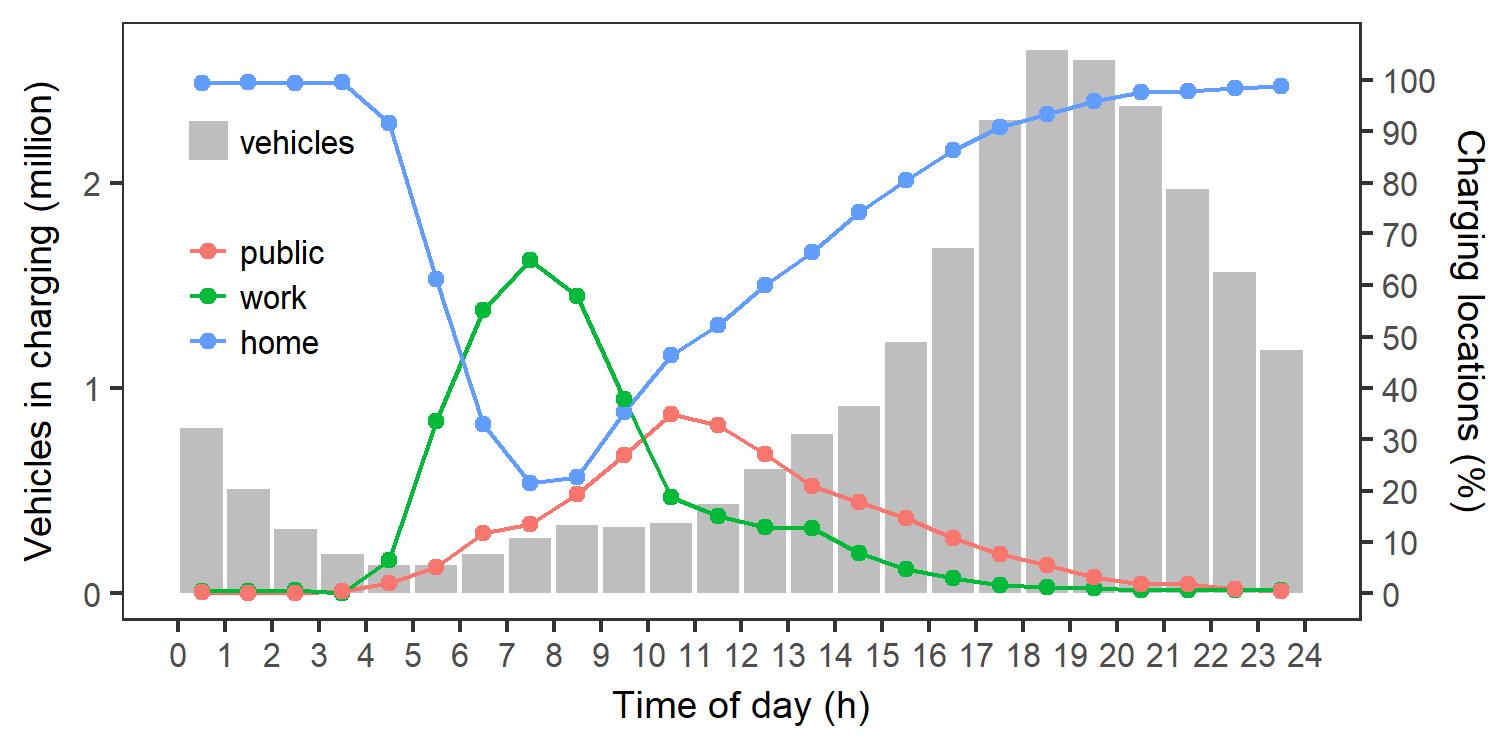 Vehicles in charging (million)
2
1
0
vehicles
public
work
home
100
90
80
70
60
50
40
30
20
10
0
Charging locations (%)
0 1 2 3 4 5 6 7 8 9 10 11 12 13 14 15 16 17 18 19 20 21 22 23 24
Time of day (h)